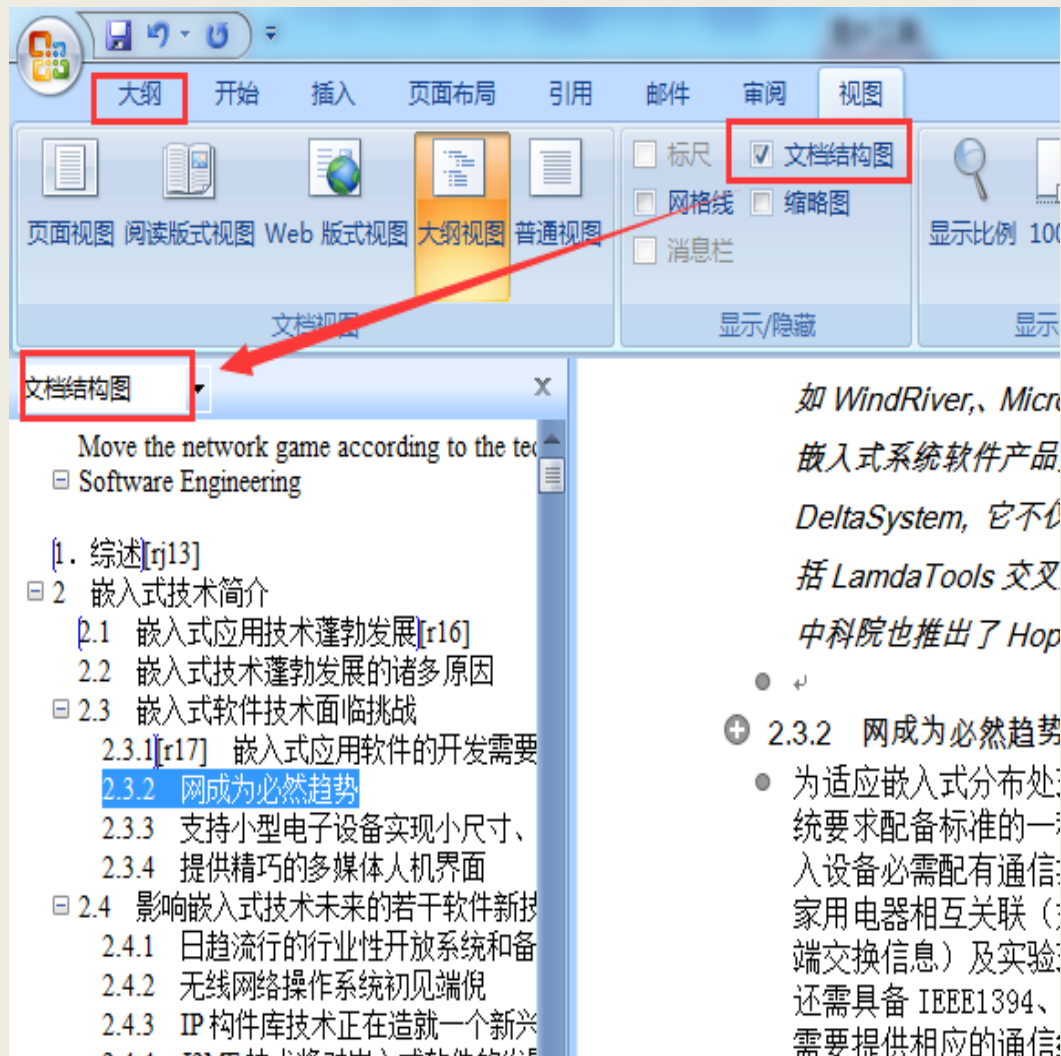 大纲 开始 插入 页面布局 引用 邮件 审阅 视图
标尺 文档结构图
网格线 缩略图
消息栏
页面视图 阅读版式视图 Web 版式视图 大纲视图 普通视图
显示比例 100
文档视图 显示/隐藏 显示
文档结构图 x
Move the network game according to the tec
Software Engineering
1. 综述[rj13]
2 嵌入式技术简介
2.1 嵌入式应用技术蓬勃发展[r16]
2.2 嵌入式技术蓬勃发展的诸多原因
2.3 嵌入式软件技术面临挑战
2.3.1[r17] 嵌入式应用软件的开发需要
2.3.2 网成为必然趋势
2.3.3 支持小型电子设备实现小尺寸、
2.3.4 提供精巧的多媒体人机界面
2.4 影响嵌入式技术未来的若干软件新技
2.4.1 日趋流行的行业性开放系统和备
2.4.2 无线网络操作系统初见端倪
2.4.3 IP 构件库技术正在造就一个新兴
如 WindRiver,、Micro
嵌入式系统软件产品
DeltaSystem, 它不仅
括 LamdaTools 交叉
中科院也推出了 Hop
2.3.2 网成为必然趋势
为适应嵌入式分布处
统要求配备标准的一
入设备必需配有通信
家用电器相互关联（
端交换信息）及实验
还需具备 IEEE1394、
需要提供相应的通信